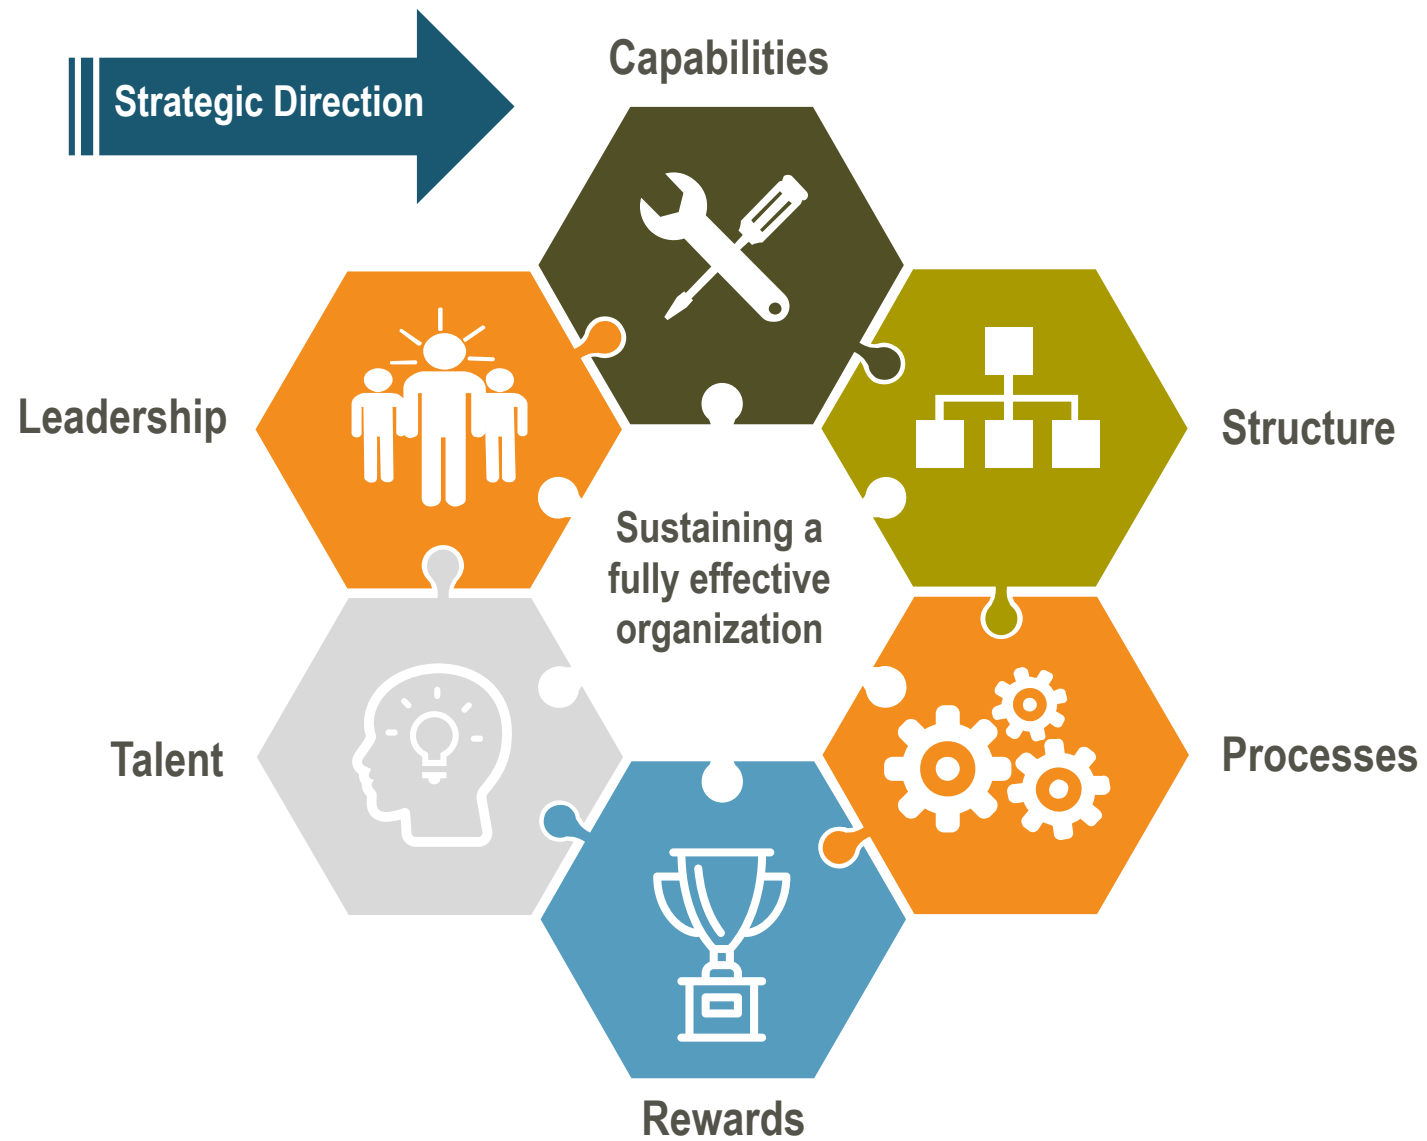 Strategic Direction
Capabilities
Leadership
Structure
Sustaining a
fully effective
organization
Talent
Processes
Rewards